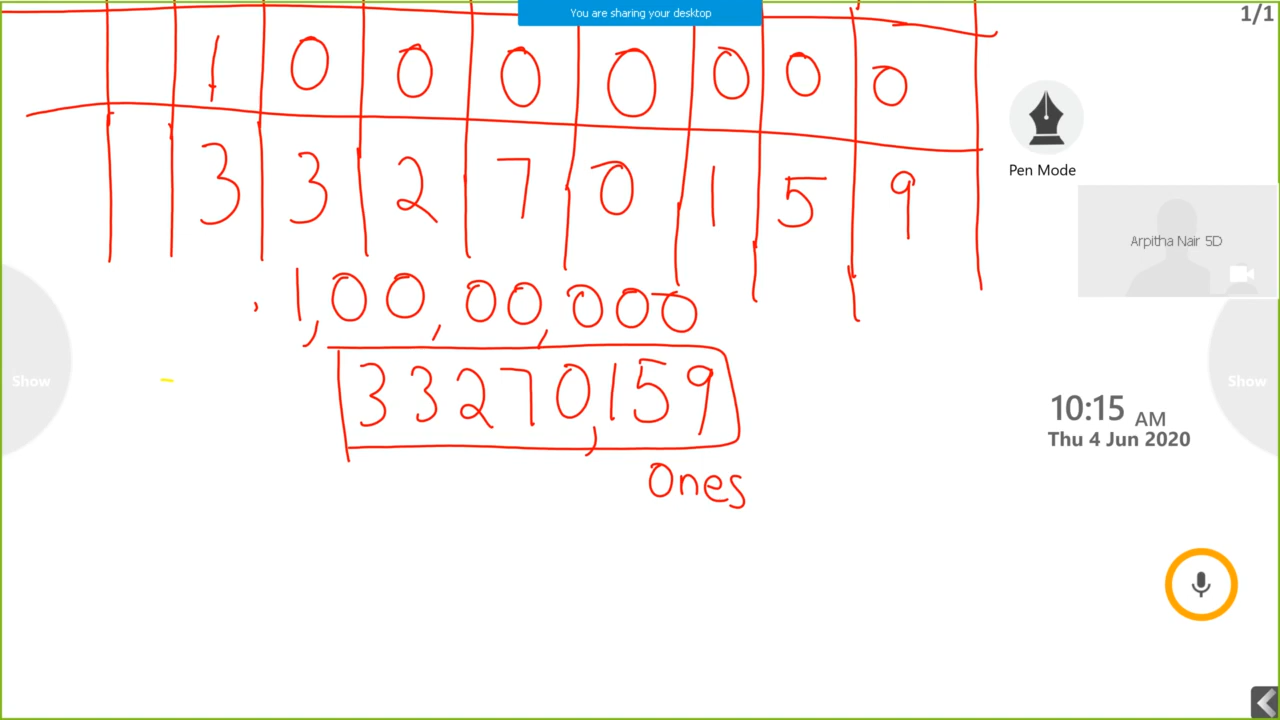 You are sharing your desktop
1/1
1 0 0 0 0 0 0 0
3 3 2 7 0 1 5 9
Pen Mode
Arpitha Nair 5D
1,00,00,000
33270,159
Show
Show
10:15 AM
Thu 4 Jun 2020
Ones